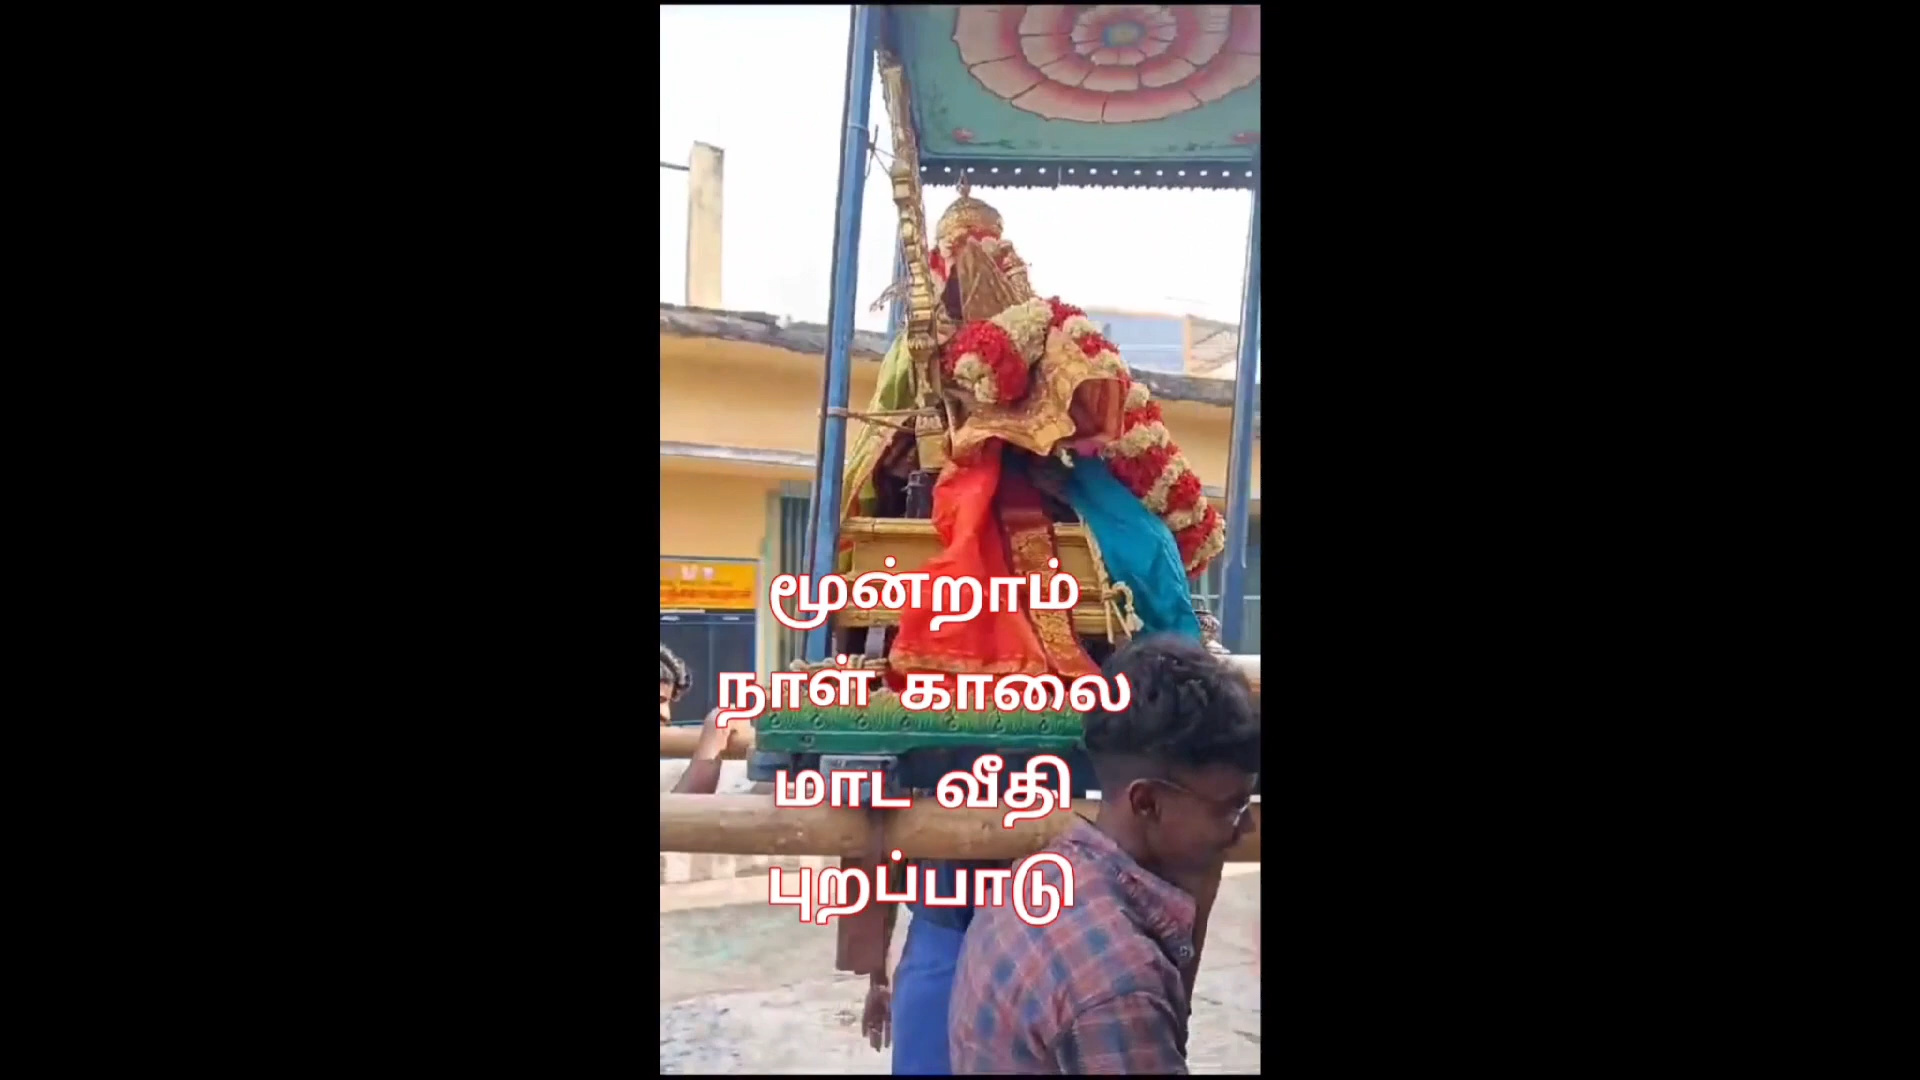 மூன்றாம்
நாள் காலை
மாட வீதி
புறப்பாடு